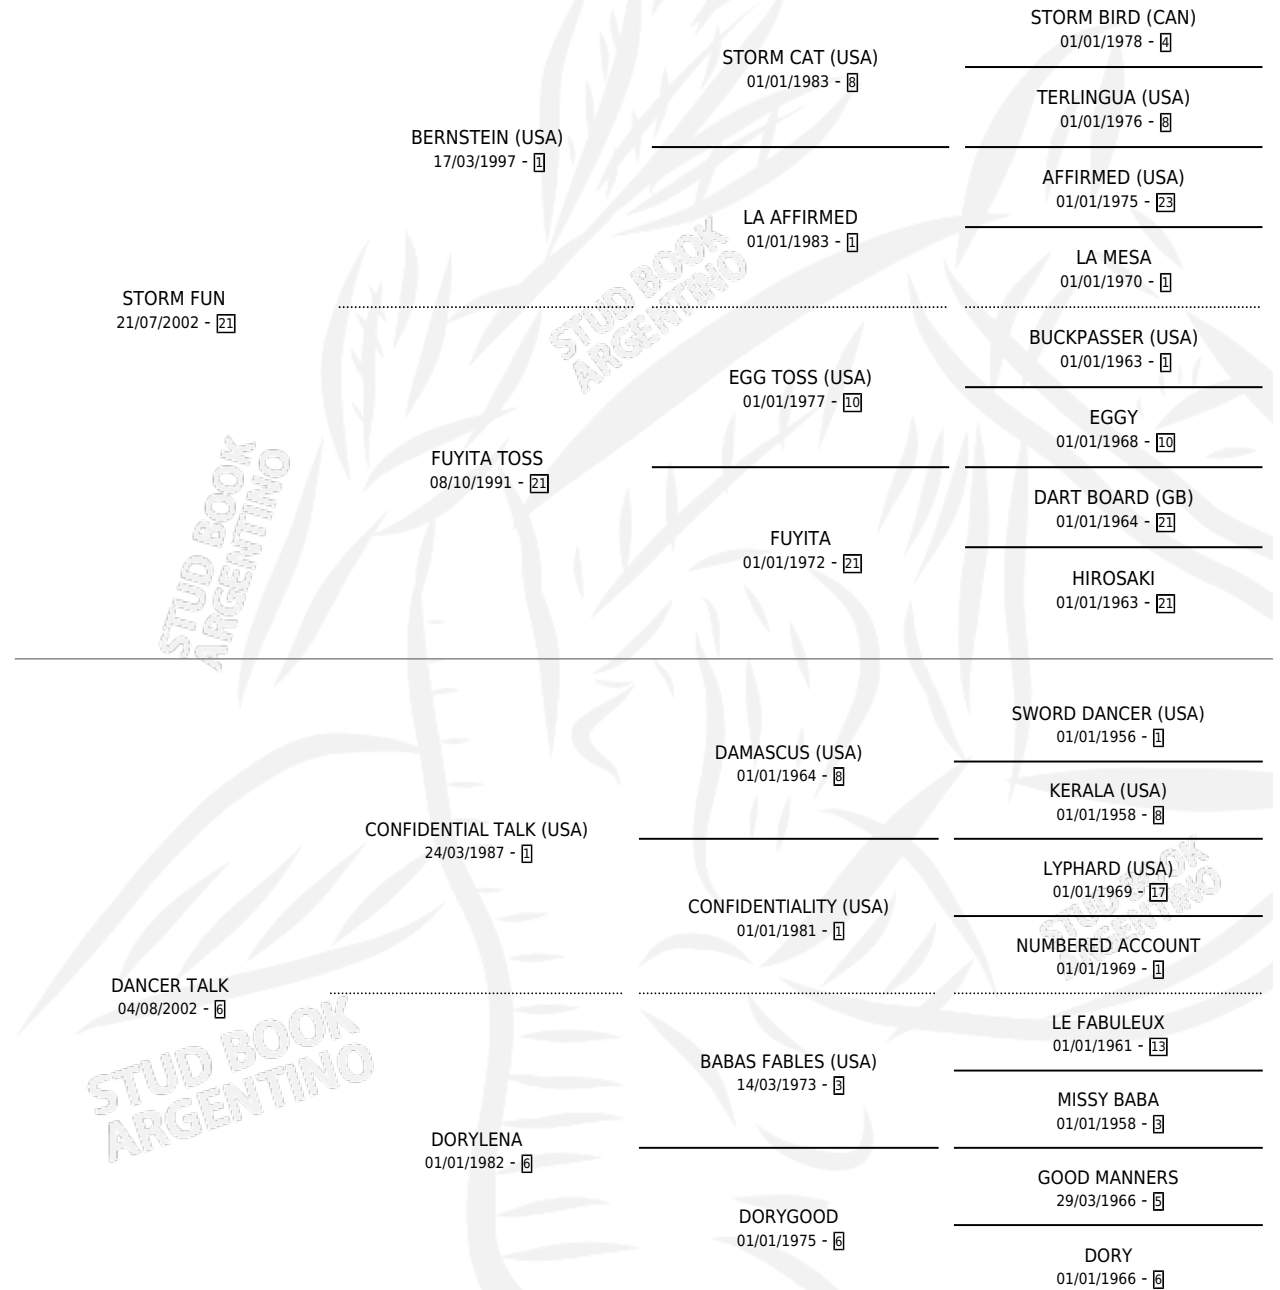 STORM BIRD (CAN)
01/01/1978 - 4
STORM CAT (USA)
01/01/1983 - 8
TERLINGUA (USA)
01/01/1976 - 8
BERNSTEIN (USA)
17/03/1997 - 1
AFFIRMED (USA)
01/01/1975 - 23
LA AFFIRMED
01/01/1983 - 1
LA MESA
01/01/1970 - 1
STORM FUN
21/07/2002 - 21
BUCKPASSER (USA)
01/01/1963 - 1
EGG TOSS (USA)
01/01/1977 - 10
EGGY
01/01/1968 - 10
FUYITA TOSS
08/10/1991 - 21
DART BOARD (GB)
01/01/1964 - 21
FUYITA
01/01/1972 - 21
HIROSAKI
01/01/1963 - 21
SWORD DANCER (USA)
01/01/1956 - 1
DAMASCUS (USA)
01/01/1964 - 8
KERALA (USA)
01/01/1958 - 8
CONFIDENTIAL TALK (USA)
24/03/1987 - 1
LYPHARD (USA)
01/01/1969 - 17
CONFIDENTIALITY (USA)
01/01/1981 - 1
NUMBERED ACCOUNT
01/01/1969 - 1
DANCER TALK
04/08/2002 - 6
LE FABULEUX
01/01/1961 - 13
BABAS FABLES (USA)
14/03/1973 - 3
MISSY BABA
01/01/1958 - 3
DORYLENA
01/01/1982 - 6
GOOD MANNERS
29/03/1966 - 5
DORYGOOD
01/01/1975 - 6
DORY
01/01/1966 - 6
STUD BOOK
ARGENTINO
STUD BOOK
ARGENTINO
STUD BOOK
ARGENTINO
STUD BOOK
ARGENTINO